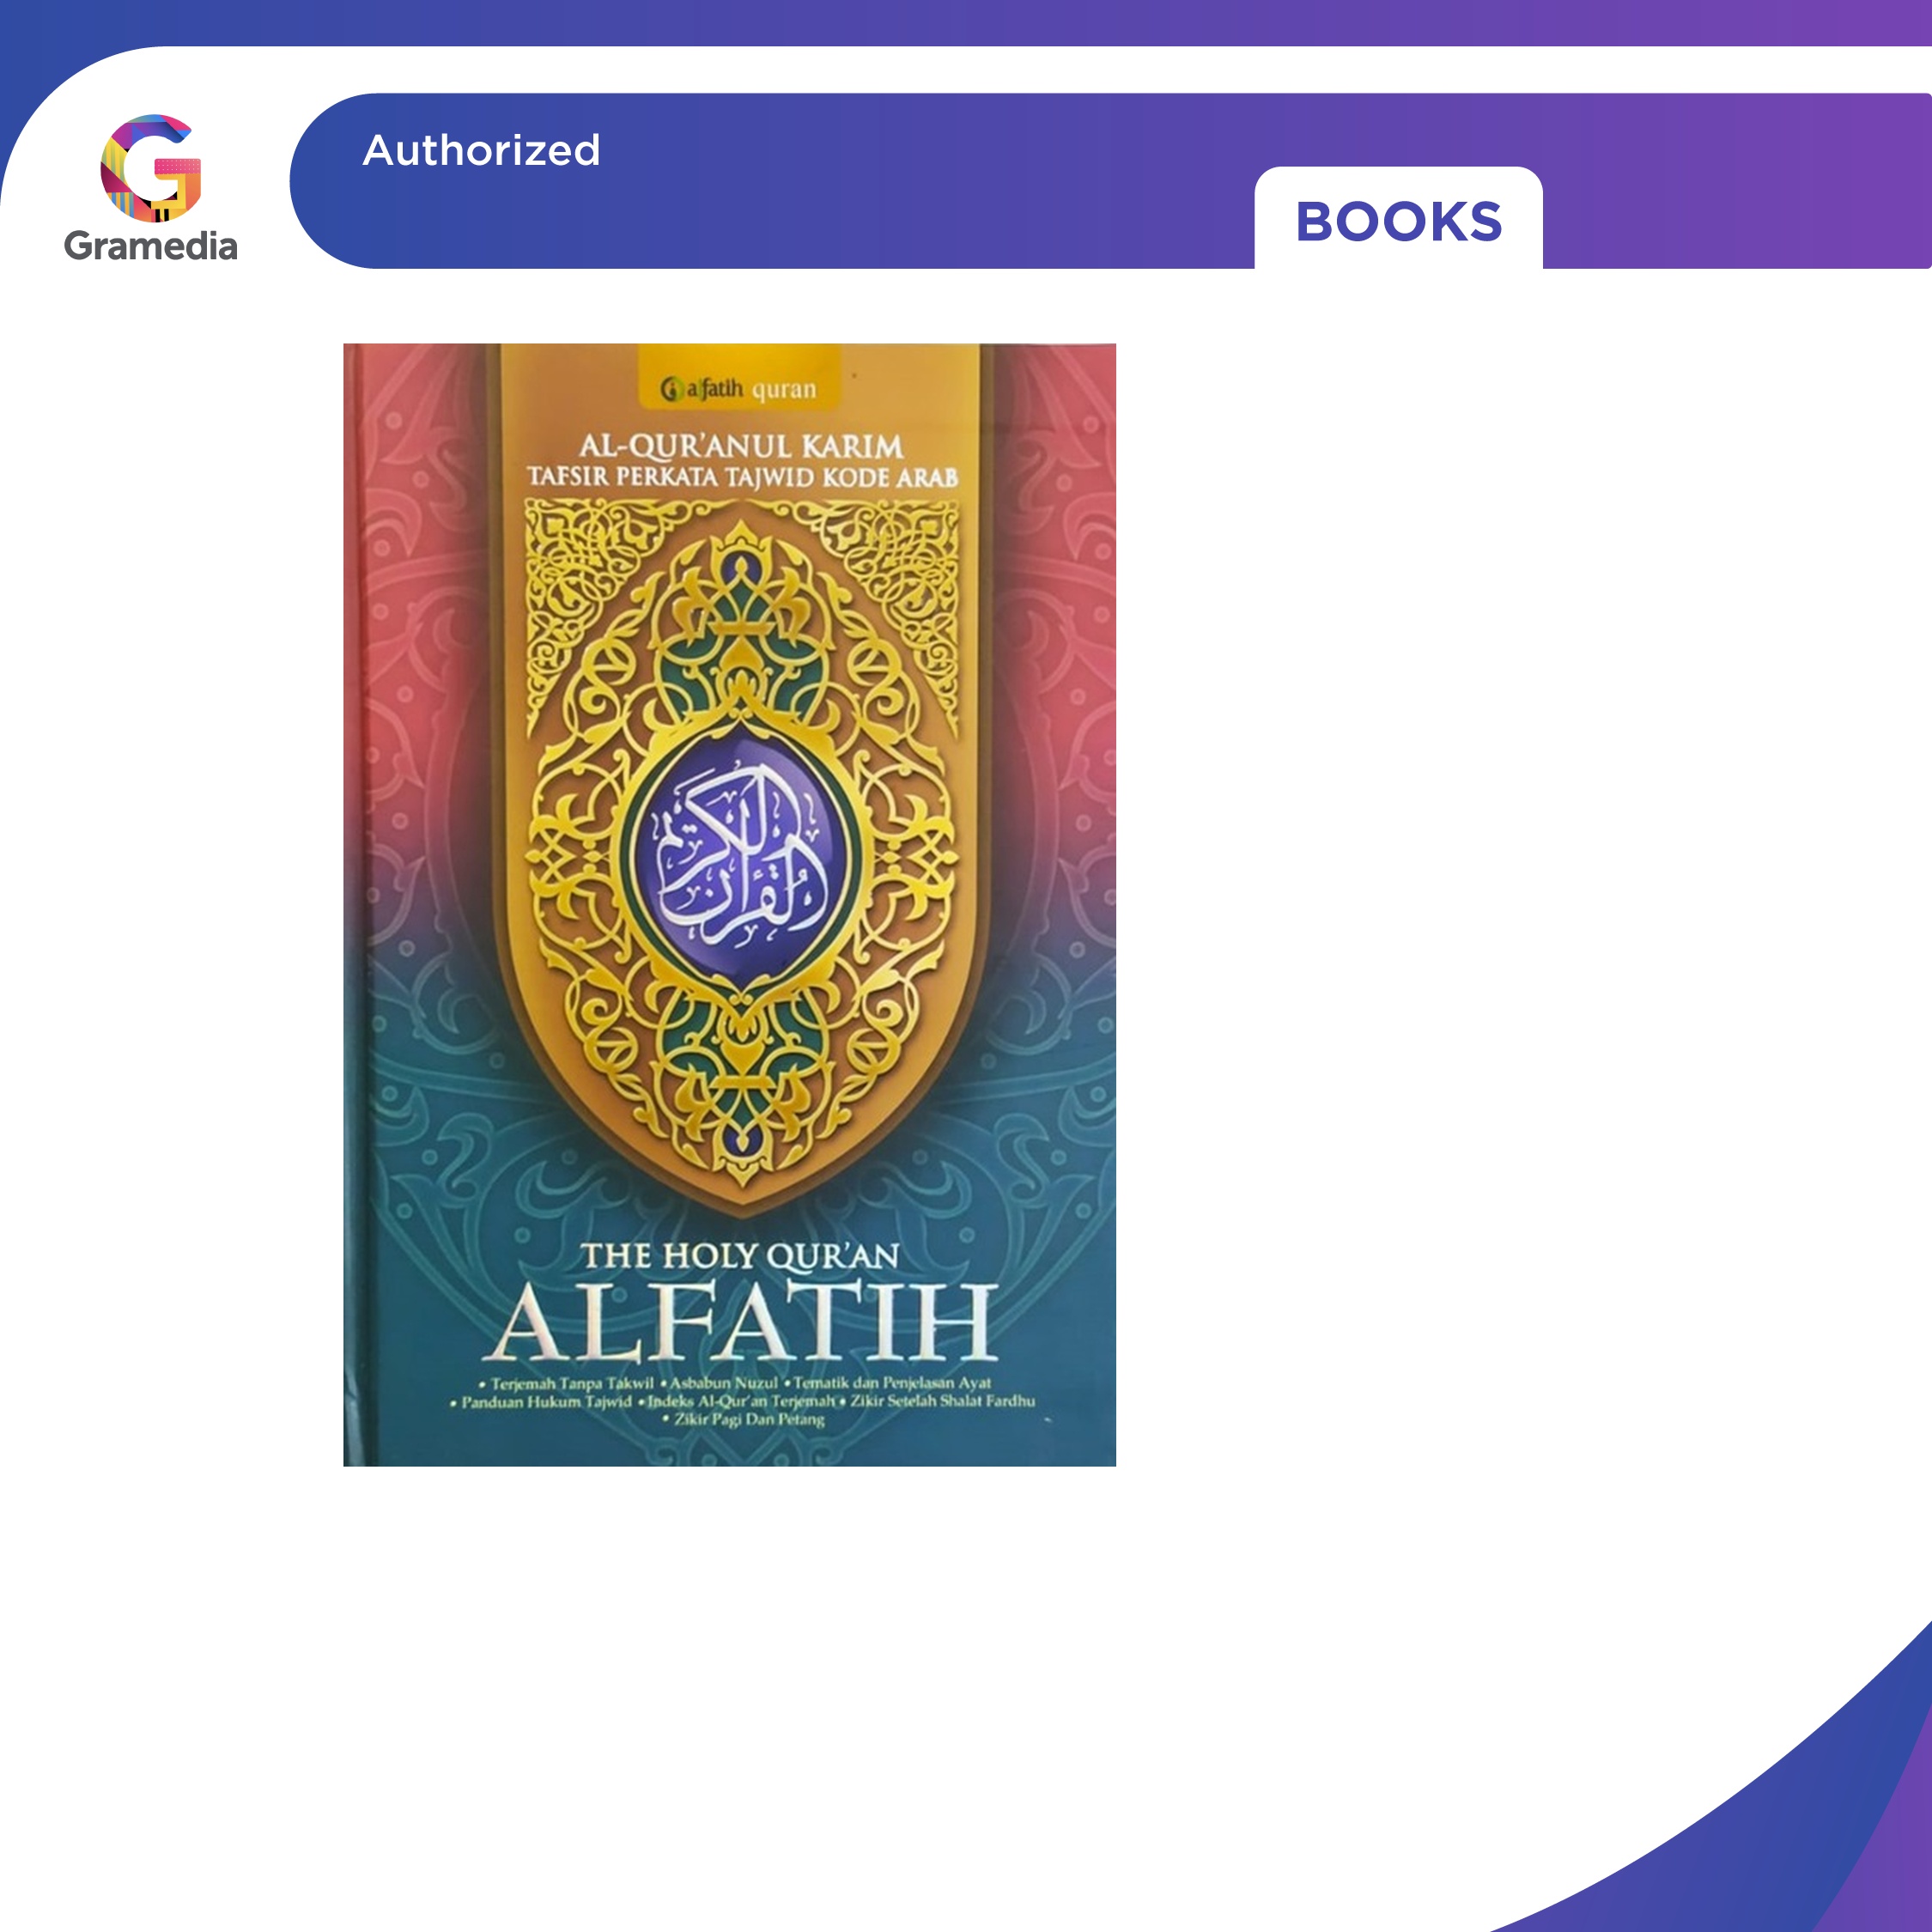 Gramedia
Authorized
BOOKS
alfatih quran
AL-QUR'ANUL KARIM
TAFSIR PERKATA TAJWID KODE ARAB
القرآن الكريم
THE HOLY QUR'AN
ALFATIH
• Terjemah Tanpa Takwil • Asbabun Nuzul • Tematik dan Penjelasan Ayat
• Panduan Hukum Tajwid • Indeks Al-Qur'an Terjemah • Zikir Setelah Shalat Fardhu
• Zikir Pagi Dan Petang